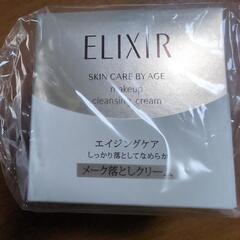 ELIXIR
SKIN CARE BY AGE
makeup
cleansing cream
エイジングケア
しっかり落としてなめらか
メーク落としクリーム